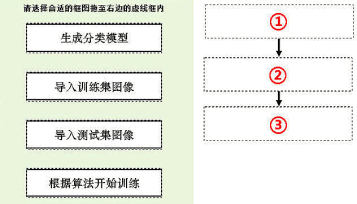 请选择合适的框图拖至右边的虚线框内
生成分类模型
导入训练集图像
导入测试集图像
根据算法开始训练
①
②
③